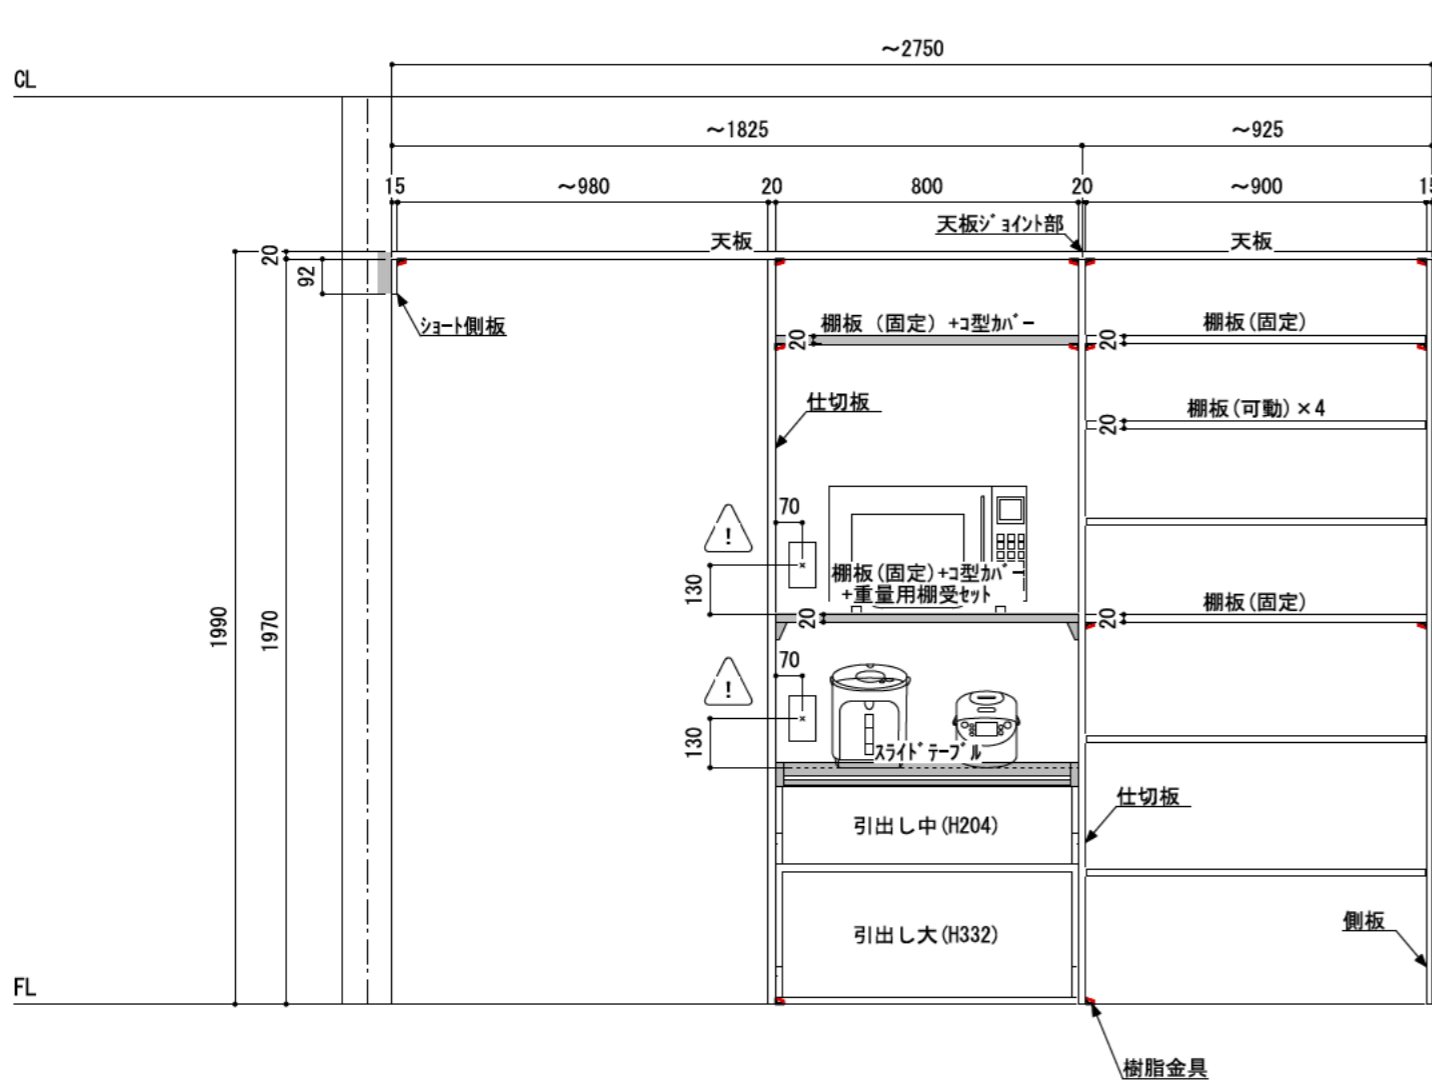 ～2750
CL
～1825
～925
15
～980
20
800
20
～900
15
天板ｼﾞｮｲﾝﾄ部
天板
天板
20
92
ｼｮｰﾄ側板
棚板（固定）+ｺ型ｶﾊﾞｰ
20
棚板(固定)
20
仕切板
棚板(可動)×4
20
70
!
130
棚板(固定)+ｺ型ｶﾊﾞｰ
+重量用棚受ｾｯﾄ
20
棚板(固定)
20
1990
1970
70
!
130
ｽﾗｲﾄﾞﾃｰﾌﾞﾙ
仕切板
引出し中(H204)
引出し大(H332)
側板
FL
樹脂金具